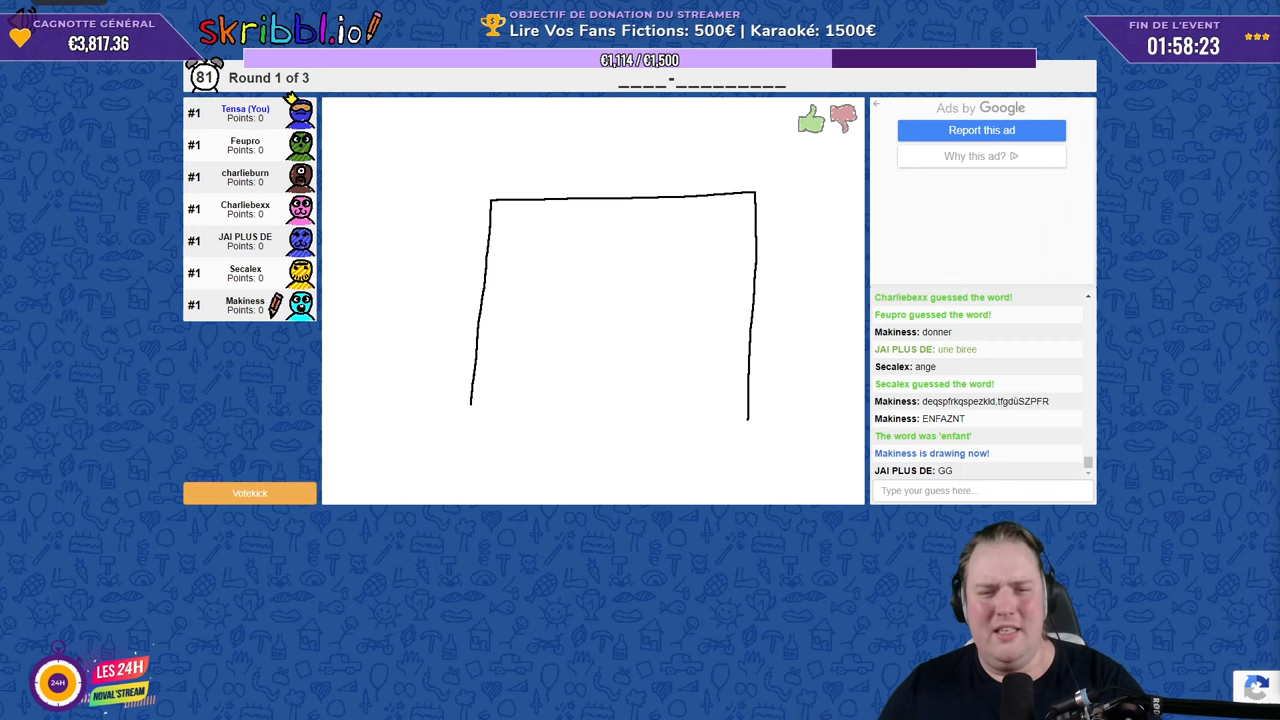 CAGNOTTE GÉNÉRAL
€3,817.36
skribbl.io
OBJECTIF DE DONATION DU STREAMER
Lire Vos Fans Fictions: 500€ | Karaoké: 1500€
€1,114 / €1,500
FIN DE L'EVENT
01:58:23
81
Round 1 of 3
____-_________
#1 Tensa (You)
Points: 0
#1 Feupro
Points: 0
#1 charlieburn
Points: 0
#1 Charliebexx
Points: 0
#1 JAI PLUS DE
Points: 0
#1 Secalex
Points: 0
#1 Makiness
Points: 0
Votekick
Ads by Google
Report this ad
Why this ad?
Charliebexx guessed the word!
Feupro guessed the word!
Makiness: donner
JAI PLUS DE: une biree
Secalex: ange
Secalex guessed the word!
Makiness: deqspfrkqspezkld,tfgdùSZPFR
Makiness: ENFAZNT
The word was 'enfant'
Makiness is drawing now!
JAI PLUS DE: GG
Type your guess here...
24H
LES 24H
NOVAL'STREAM